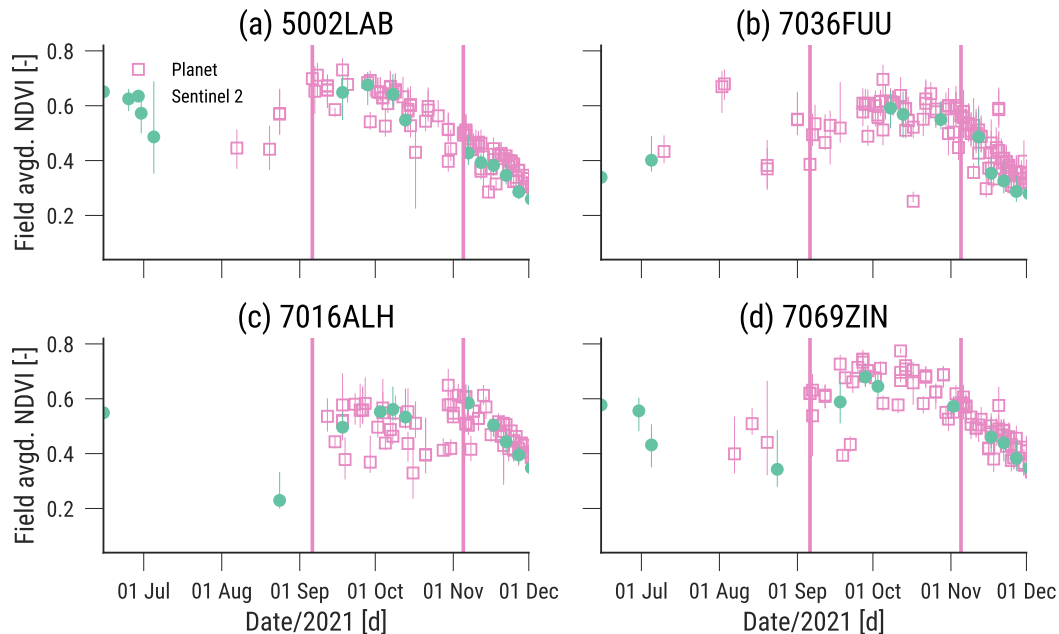 (a) 5002LAB
(b) 7036FUU
Field avgd. NDVI [-]
0.8
0.6
0.4
0.2
Planet
Sentinel 2
(c) 7016ALH
(d) 7069ZIN
Field avgd. NDVI [-]
0.8
0.6
0.4
0.2
01 Jul 01 Aug 01 Sep 01 Oct 01 Nov 01 Dec
01 Jul 01 Aug 01 Sep 01 Oct 01 Nov 01 Dec
Date/2021 [d]
Date/2021 [d]